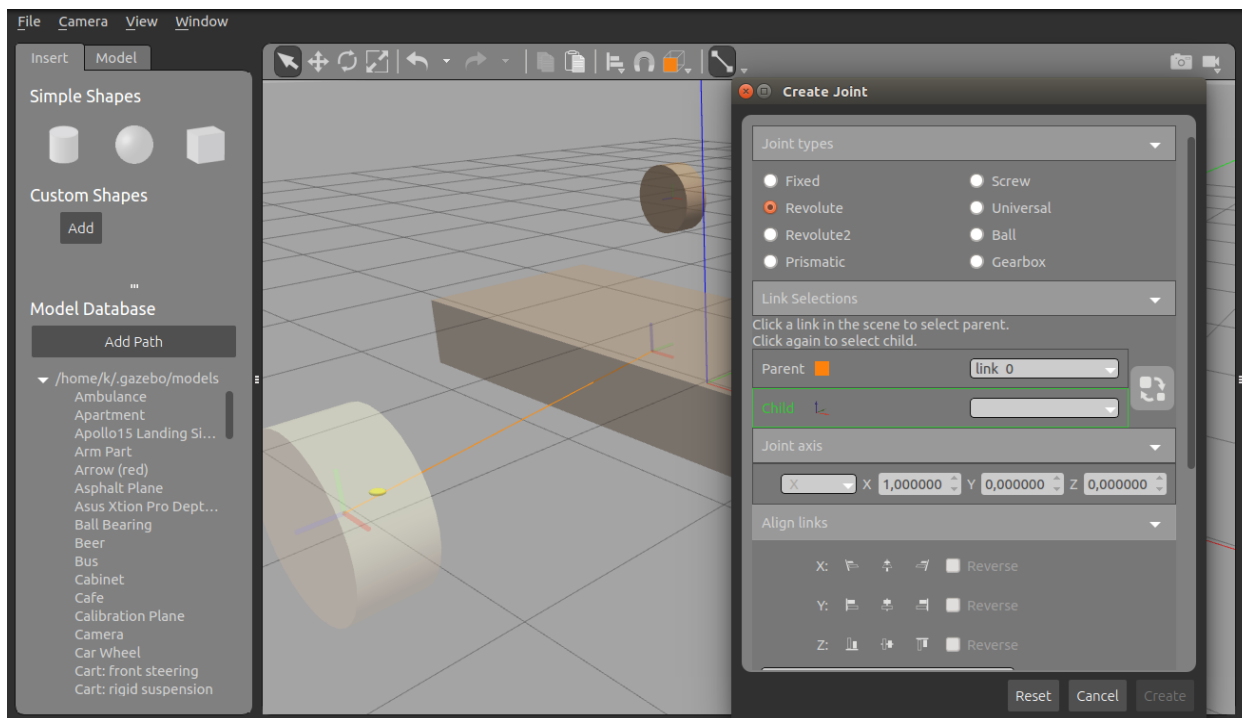 File Camera View Window
Insert Model
Simple Shapes
Custom Shapes
Add
Model Database
Add Path
/home/k/.gazebo/models
Ambulance
Apartment
Apollo15 Landing Si...
Arm Part
Arrow (red)
Asphalt Plane
Asus Xtion Pro Dept...
Ball Bearing
Beer
Bus
Cabinet
Cafe
Calibration Plane
Camera
Car Wheel
Cart: front steering
Cart: rigid suspension
Create Joint
Joint types
Fixed Screw
Revolute Universal
Revolute2 Ball
Prismatic Gearbox
Link Selections
Click a link in the scene to select parent.
Click again to select child.
Parent link_0
Child
Joint axis
X X 1,000000 Y 0,000000 Z 0,000000
Align links
X: Reverse
Y: Reverse
Z: Reverse
Reset Cancel Create